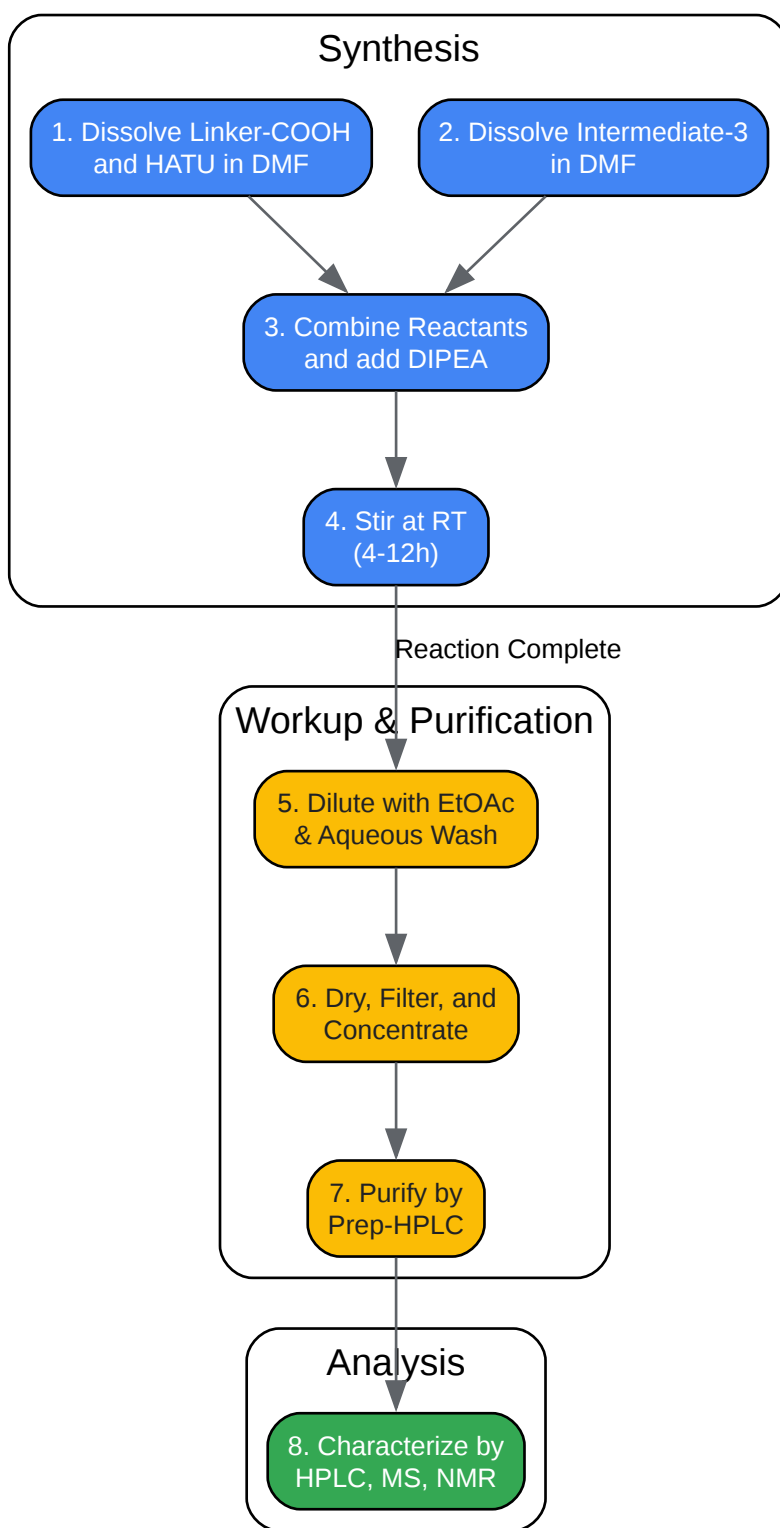 Synthesis
1. Dissolve Linker-COOH
and HATU in DMF
2. Dissolve Intermediate-3
in DMF
3. Combine Reactants
and add DIPEA
4. Stir at RT
(4-12h)
Reaction Complete
Workup & Purification
5. Dilute with EtOAc
& Aqueous Wash
6. Dry, Filter, and
Concentrate
7. Purify by
Prep-HPLC
Analysis
8. Characterize by
HPLC, MS, NMR